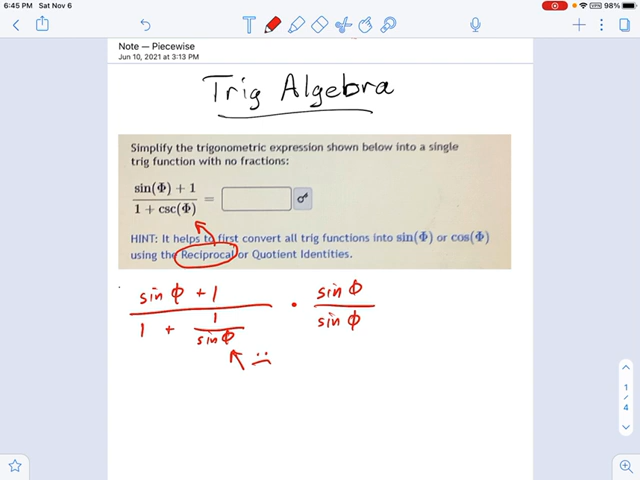 6:45 PM Sat Nov 6
98%
Note — Piecewise
Jun 10, 2021 at 3:13 PM
Trig Algebra
Simplify the trigonometric expression shown below into a single
trig function with no fractions:
sin(Φ) + 1
1 + csc(Φ)
=
HINT: It helps to first convert all trig functions into sin(Φ) or cos(Φ)
using the Reciprocal or Quotient Identities.
sin ϕ + 1
1 + 1
sin ϕ
· sin ϕ
sin ϕ
1
/
4